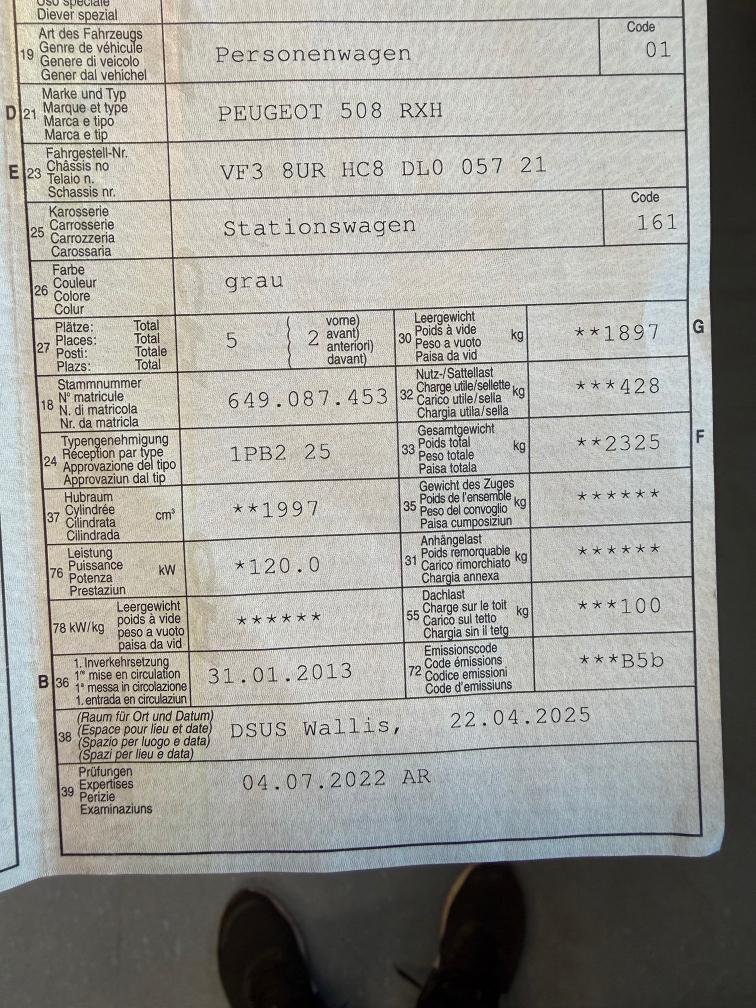 Diever spezial
19 Art des Fahrzeugs
Genre de véhicule
Genere di veicolo
Gener dal vehichel
Personenwagen
Code
01
D 21 Marke und Typ
Marque et type
Marca e tipo
Marca e tip
PEUGEOT 508 RXH
E 23 Fahrgestell-Nr.
Châssis no
Telaio n.
Schassis nr.
VF3 8UR HC8 DL0 057 21
25 Karosserie
Carrosserie
Carrozzeria
Carossaria
Stationswagen
Code
161
26 Farbe
Couleur
Colore
Colur
grau
27 Plätze: Total
Places: Total
Posti: Totale
Plazs: Total
5
2
vorne)
avant)
anteriori)
davant)
30 Leergewicht
Poids à vide
Peso a vuoto
Paisa da vid
kg
**1897
G
18 Stammnummer
N° matricule
N. di matricola
Nr. da matricla
649.087.453
32 Nutz-/Sattellast
Charge utile/sellette
Carico utile/sella
Chargia utila/sella
kg
***428
24 Typengenehmigung
Réception par type
Approvazione del tipo
Approvaziun dal tip
1PB2 25
33 Gesamtgewicht
Poids total
Peso totale
Paisa totala
kg
**2325
F
37 Hubraum
Cylindrée
Cilindrata
Cilindrada
cm³
**1997
35 Gewicht des Zuges
Poids de l'ensemble
Peso del convoglio
Paisa cumposiziun
kg
******
76 Leistung
Puissance
Potenza
Prestaziun
kW
*120.0
31 Anhängelast
Poids remorquable
Carico rimorchiato
Chargia annexa
kg
******
78 kW/kg
Leergewicht
poids à vide
peso a vuoto
paisa da vid
******
55 Dachlast
Charge sur le toit
Carico sul tetto
Chargia sin il tetg
kg
***100
B 36 1. Inverkehrsetzung
1re mise en circulation
1a messa in circolazione
1. entrada en circulaziun
31.01.2013
72 Emissionscode
Code émissions
Codice emissioni
Code d'emissiuns
***B5b
38 (Raum für Ort und Datum)
(Espace pour lieu et date)
(Spazio per luogo e data)
(Spazi per lieu e data)
DSUS Wallis, 22.04.2025
39 Prüfungen
Expertises
Perizie
Examinaziuns
04.07.2022 AR